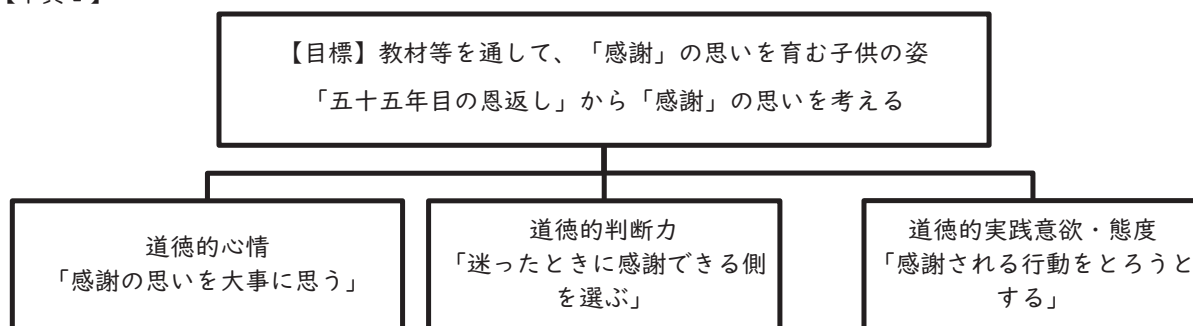 【目標】教材等を通して、「感謝」の思いを育む子供の姿
「五十五年目の恩返し」から「感謝」の思いを考える
道徳的心情
「感謝の思いを大事に思う」
道徳的判断力
「迷ったときに感謝できる側
を選ぶ」
道徳的実践意欲・態度
「感謝される行動をとろうと
する」